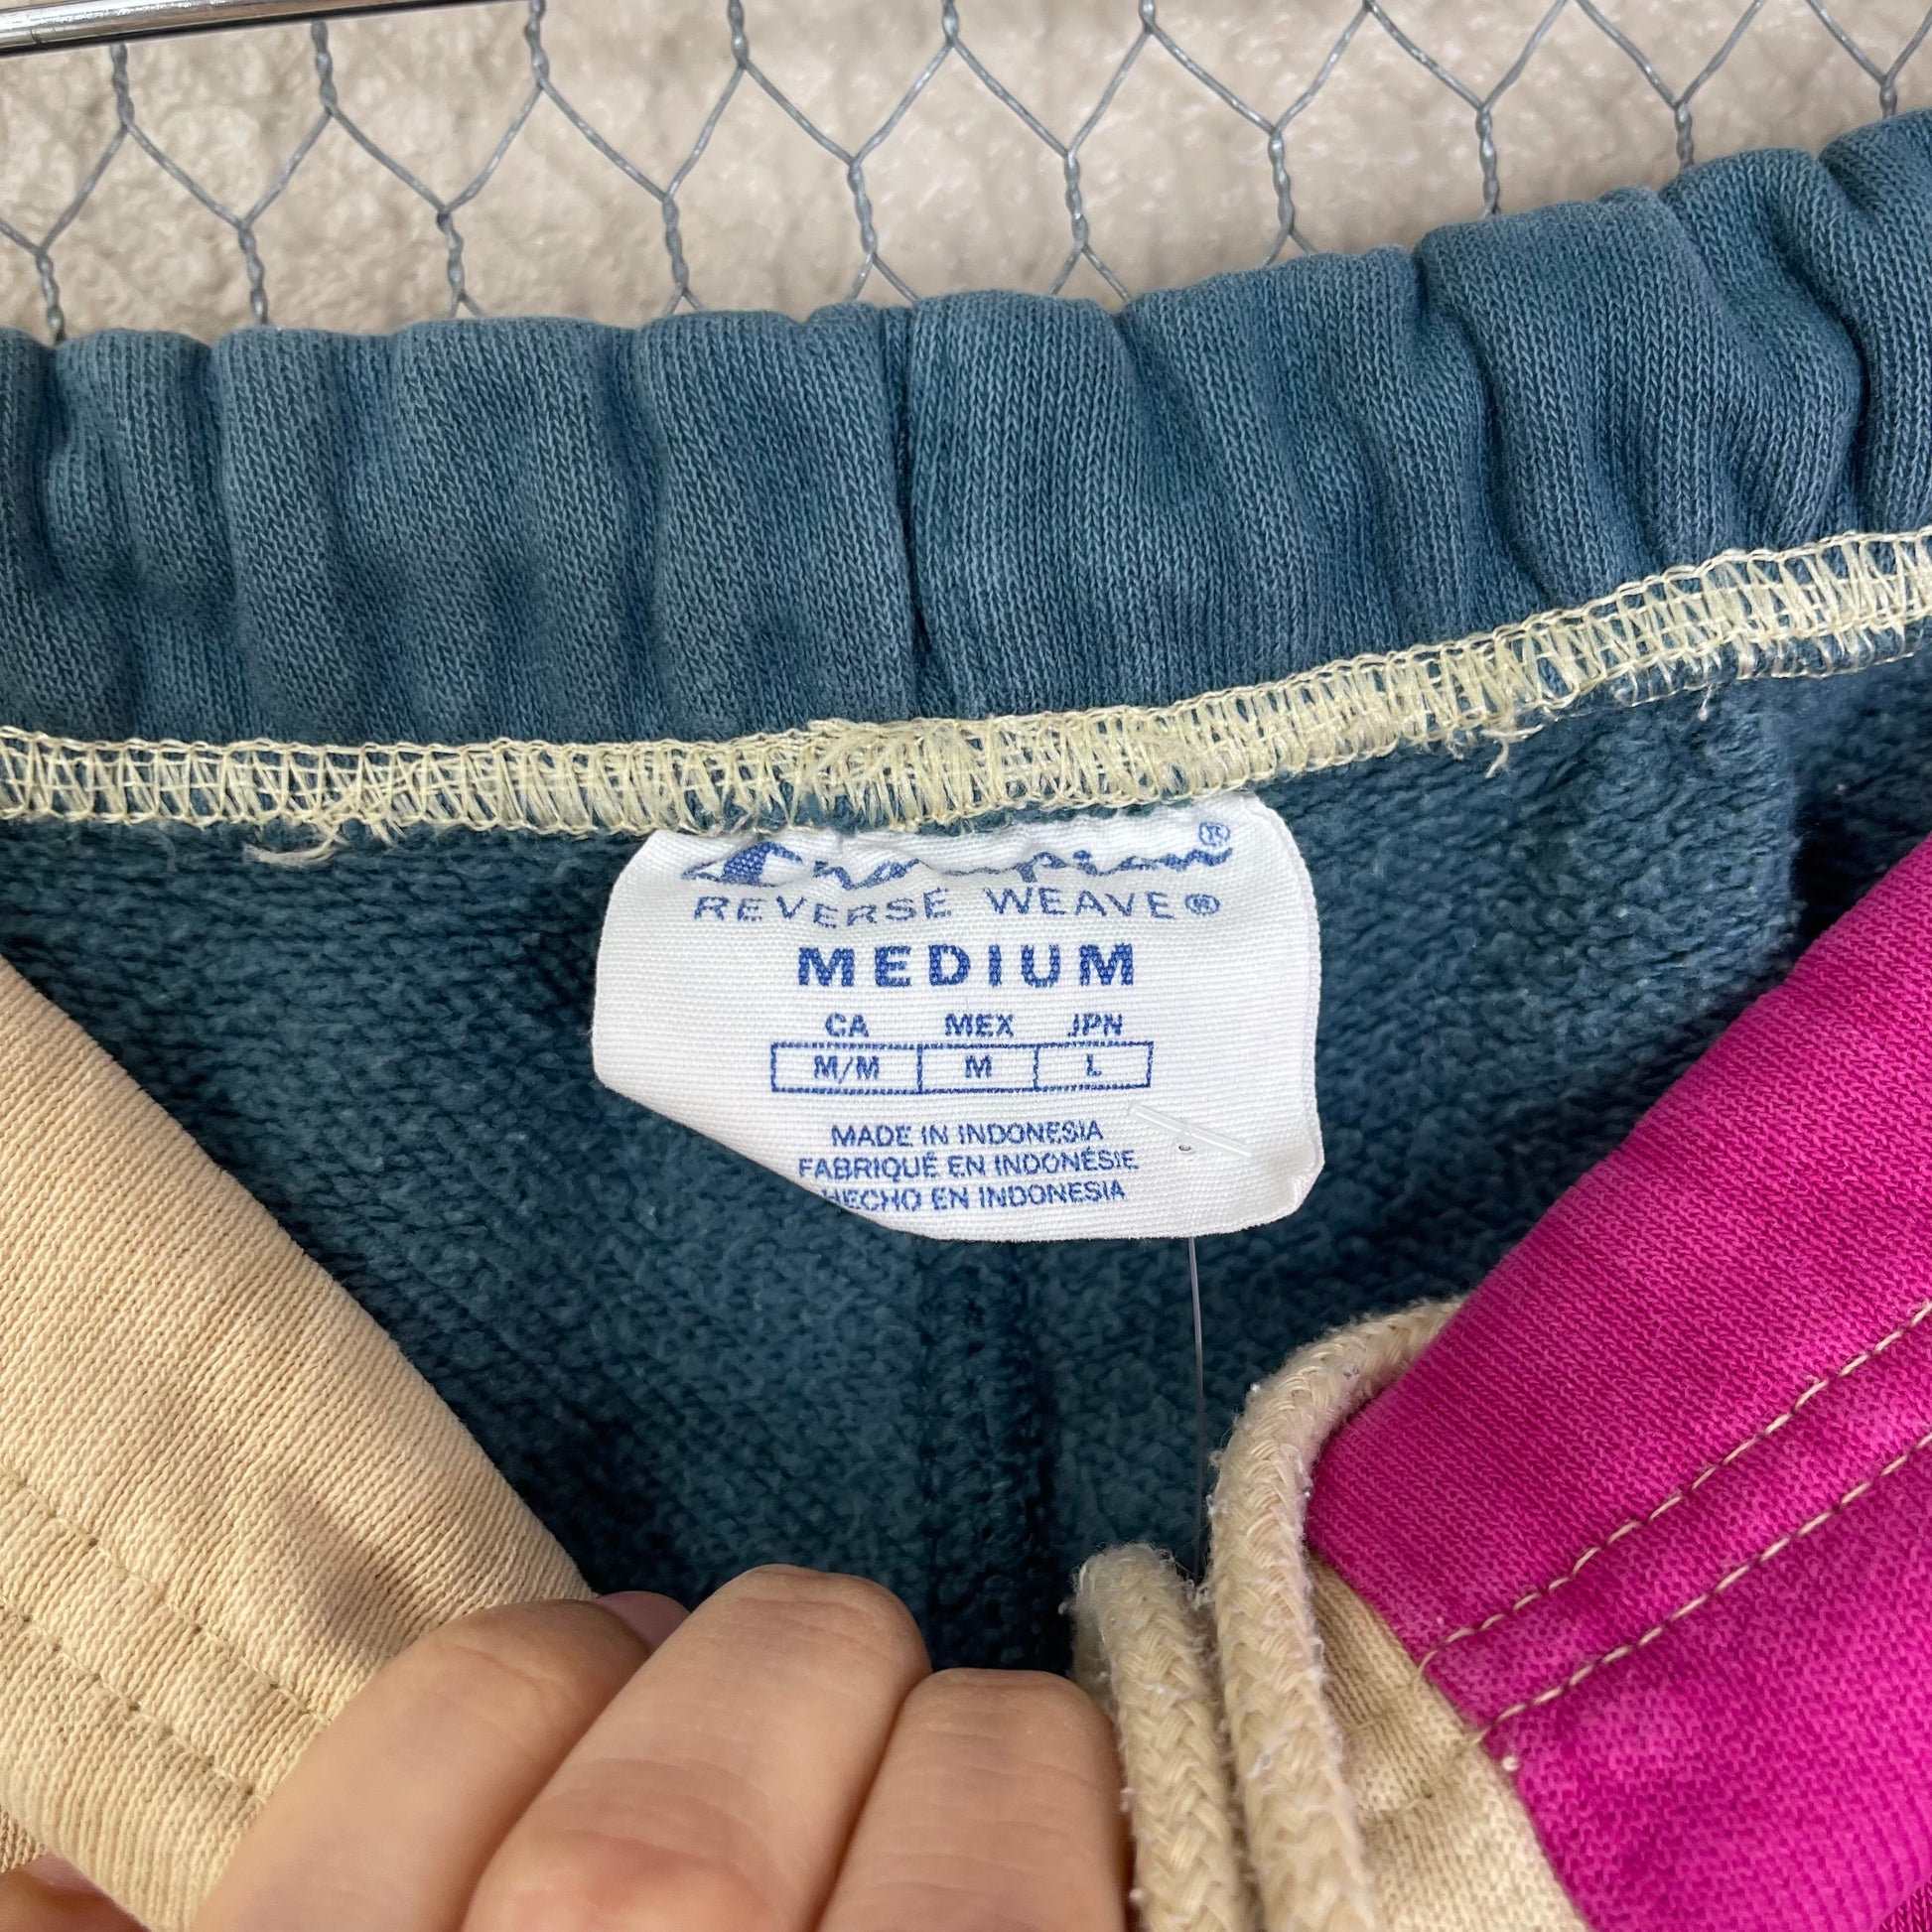 Champion®
REVERSE WEAVE®
MEDIUM
CA MEX JPN
M/M M L
MADE IN INDONESIA
FABRIQUÉ EN INDONÉSIE
HECHO EN INDONESIA